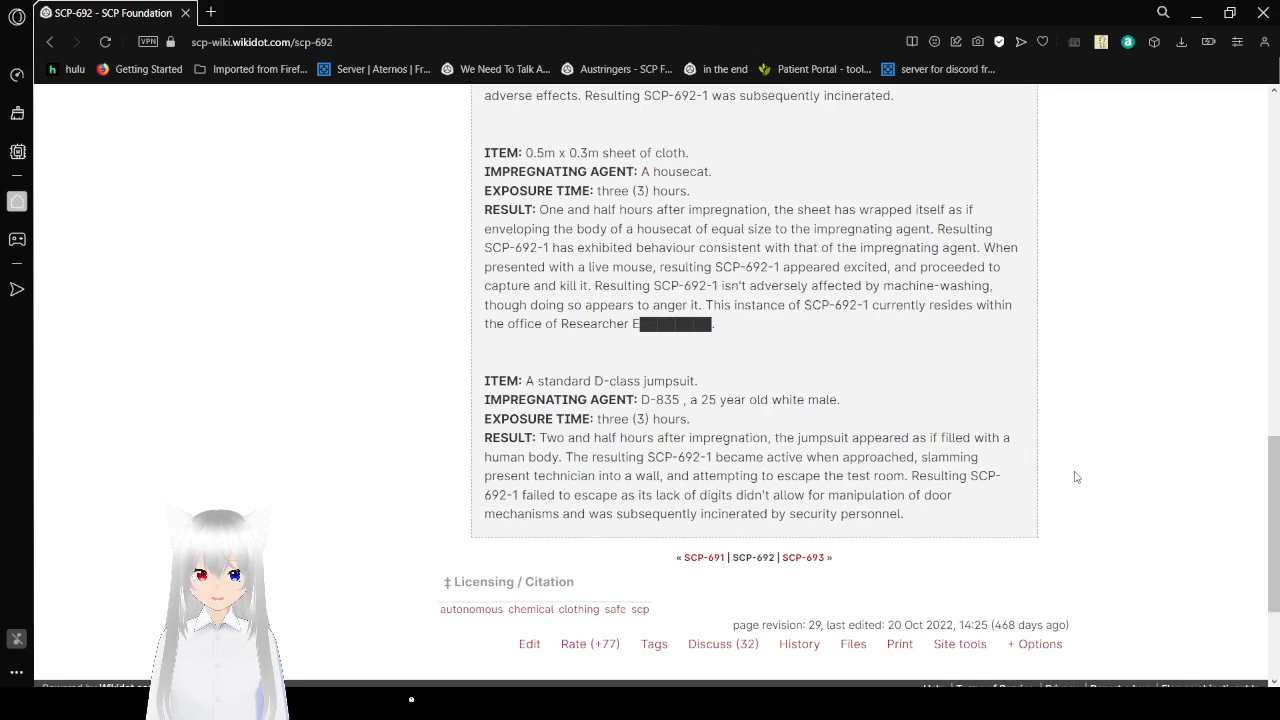 SCP-692 - SCP Foundation
VPN
scp-wiki.wikidot.com/scp-692
hulu
Getting Started
Imported from Firef...
Server | Aternos | Fr...
We Need To Talk A...
Austringers - SCP F...
in the end
Patient Portal - tool...
server for discord fr...
adverse effects. Resulting SCP-692-1 was subsequently incinerated.
ITEM: 0.5m x 0.3m sheet of cloth.
IMPREGNATING AGENT: A housecat.
EXPOSURE TIME: three (3) hours.
RESULT: One and half hours after impregnation, the sheet has wrapped itself as if
enveloping the body of a housecat of equal size to the impregnating agent. Resulting
SCP-692-1 has exhibited behaviour consistent with that of the impregnating agent. When
presented with a live mouse, resulting SCP-692-1 appeared excited, and proceeded to
capture and kill it. Resulting SCP-692-1 isn't adversely affected by machine-washing,
though doing so appears to anger it. This instance of SCP-692-1 currently resides within
the office of Researcher E████████.
ITEM: A standard D-class jumpsuit.
IMPREGNATING AGENT: D-835 , a 25 year old white male.
EXPOSURE TIME: three (3) hours.
RESULT: Two and half hours after impregnation, the jumpsuit appeared as if filled with a
human body. The resulting SCP-692-1 became active when approached, slamming
present technician into a wall, and attempting to escape the test room. Resulting SCP-
692-1 failed to escape as its lack of digits didn't allow for manipulation of door
mechanisms and was subsequently incinerated by security personnel.
« SCP-691 | SCP-692 | SCP-693 »
‡ Licensing / Citation
autonomous chemical clothing safe scp
page revision: 29, last edited: 20 Oct 2022, 14:25 (468 days ago)
Edit Rate (+77) Tags Discuss (32) History Files Print Site tools + Options